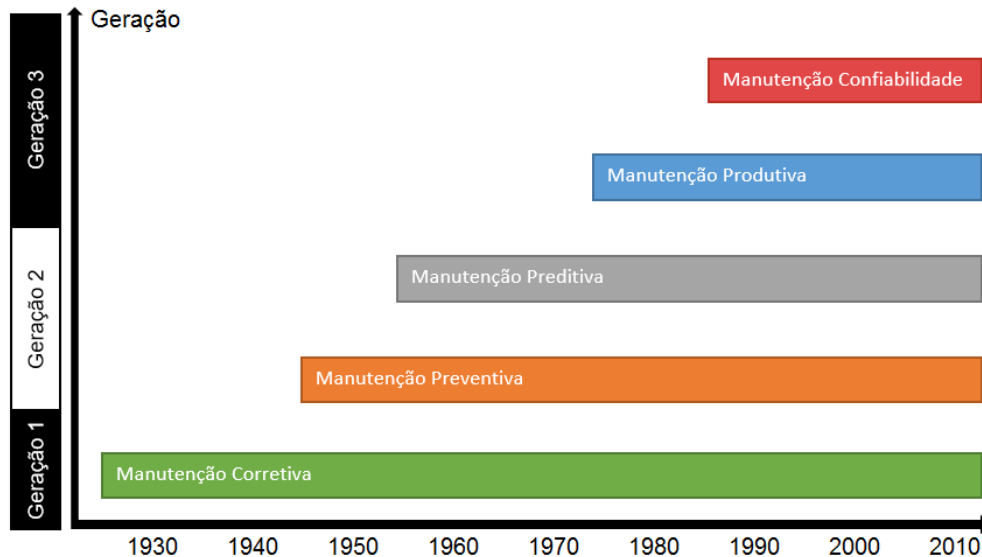 Geração
Geração 3
Manutenção Confiabilidade
Manutenção Produtiva
Geração 2
Manutenção Preditiva
Manutenção Preventiva
Geração 1
Manutenção Corretiva
1930 1940 1950 1960 1970 1980 1990 2000 2010